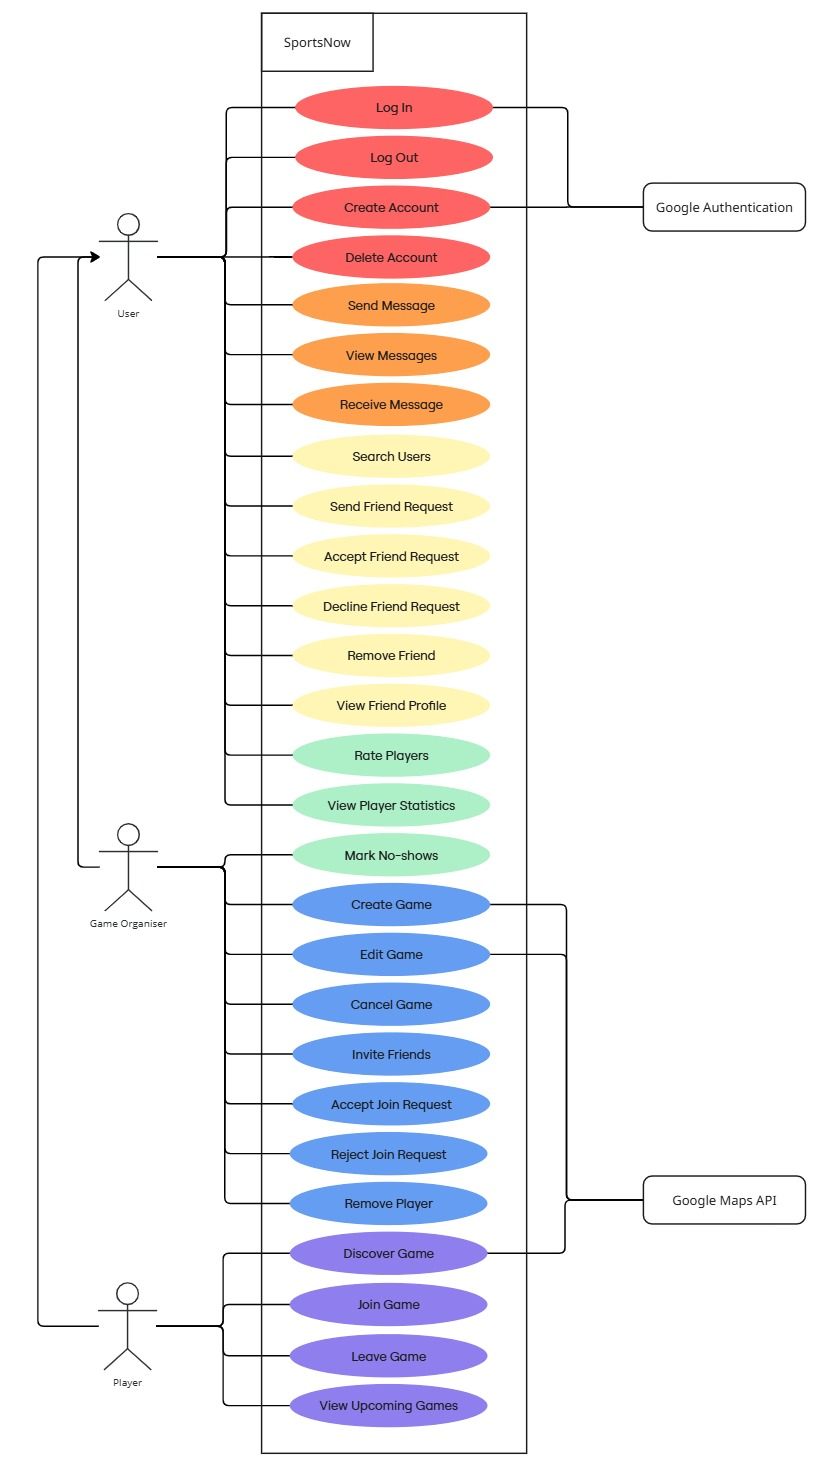 SportsNow
Log In
Log Out
Create Account
Google Authentication
Delete Account
User
Send Message
View Messages
Receive Message
Search Users
Send Friend Request
Accept Friend Request
Decline Friend Request
Remove Friend
View Friend Profile
Rate Players
View Player Statistics
Mark No-shows
Create Game
Game Organiser
Edit Game
Cancel Game
Invite Friends
Accept Join Request
Reject Join Request
Remove Player
Google Maps API
Discover Game
Join Game
Leave Game
Player
View Upcoming Games